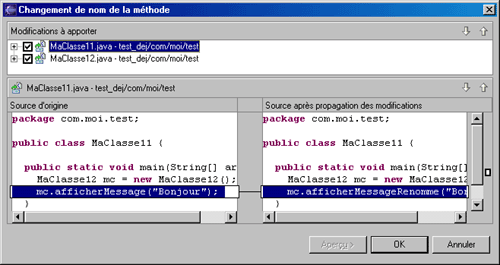 Changement de nom de la méthode
Modifications à apporter
MaClasse11.java - test_dej/com/moi/test
MaClasse12.java - test_dej/com/moi/test
MaClasse11.java - test_dej/com/moi/test
Source d'origine
Source après propagation des modifications
package com.moi.test;
public class MaClasse11 {
public static void main(String[] ar
MaClasse12 mc = new MaClasse12();
mc.afficherMessage("Bonjour");
}
package com.moi.test;
public class MaClasse11 {
public static void main(String[
MaClasse12 mc = new MaClasse1
mc.afficherMessageRenomme("Bon
}
Aperçu >
OK
Annuler